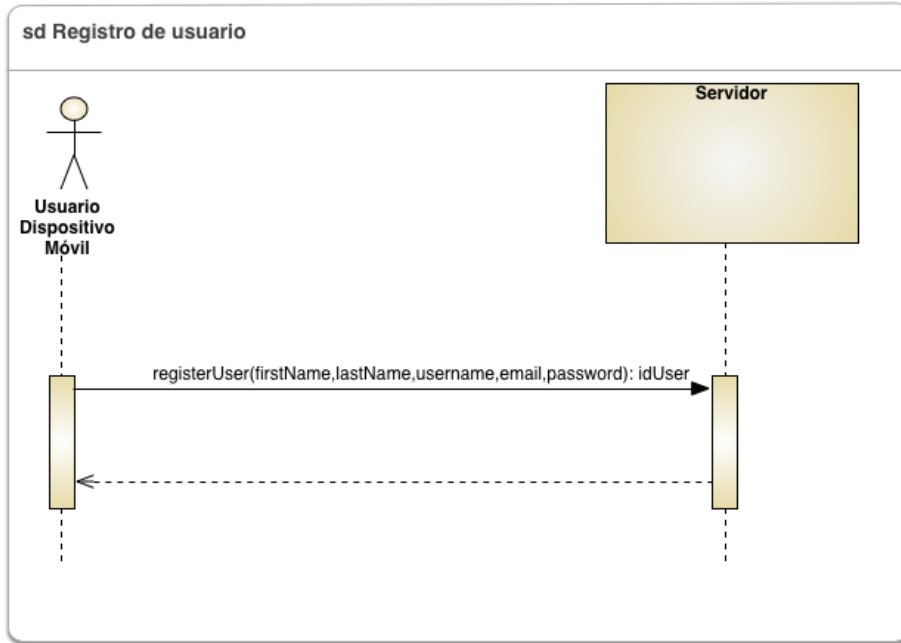 sd Registro de usuario
Servidor
Usuario
Dispositivo
Móvil
registerUser(firstName,lastName,username,email,password): idUser